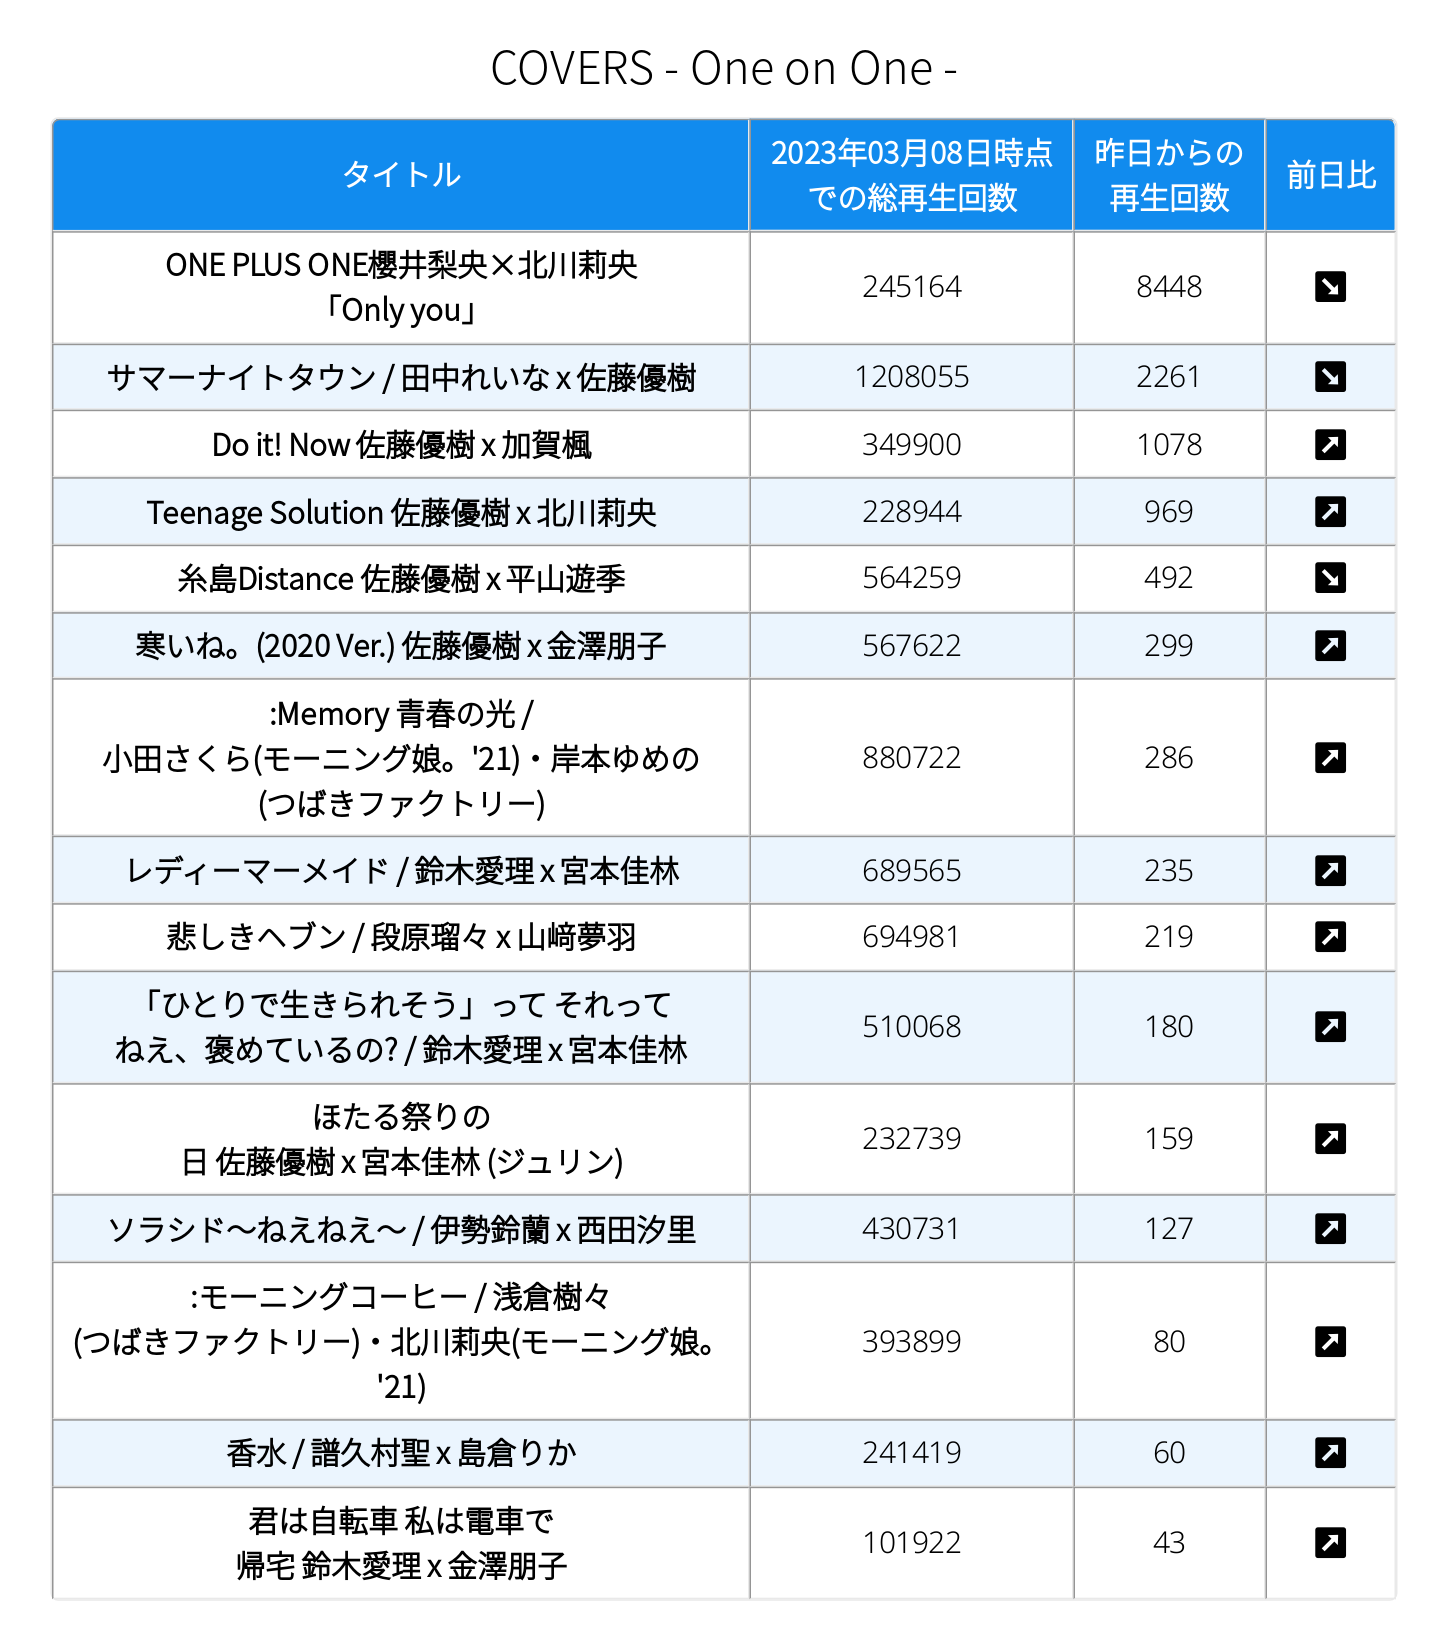 COVERS - One on One -
タイトル
2023年03月08日時点
での総再生回数
昨日からの
再生回数
前日比
ONE PLUS ONE櫻井梨央×北川莉央
「Only you」
245164
8448
サマーナイトタウン / 田中れいな x 佐藤優樹
1208055
2261
Do it! Now 佐藤優樹 x 加賀楓
349900
1078
Teenage Solution 佐藤優樹 x 北川莉央
228944
969
糸島Distance 佐藤優樹 x 平山遊季
564259
492
寒いね。(2020 Ver.) 佐藤優樹 x 金澤朋子
567622
299
:Memory 青春の光 /
小田さくら(モーニング娘。'21)・岸本ゆめの
(つばきファクトリー)
880722
286
レディーマーメイド / 鈴木愛理 x 宮本佳林
689565
235
悲しきヘブン / 段原瑠々 x 山﨑夢羽
694981
219
「ひとりで生きられそう」って それって
ねえ、褒めているの? / 鈴木愛理 x 宮本佳林
510068
180
ほたる祭りの
日 佐藤優樹 x 宮本佳林 (ジュリン)
232739
159
ソラシド～ねえねえ～ / 伊勢鈴蘭 x 西田汐里
430731
127
:モーニングコーヒー / 浅倉樹々
(つばきファクトリー)・北川莉央(モーニング娘。
'21)
393899
80
香水 / 譜久村聖 x 島倉りか
241419
60
君は自転車 私は電車で
帰宅 鈴木愛理 x 金澤朋子
101922
43